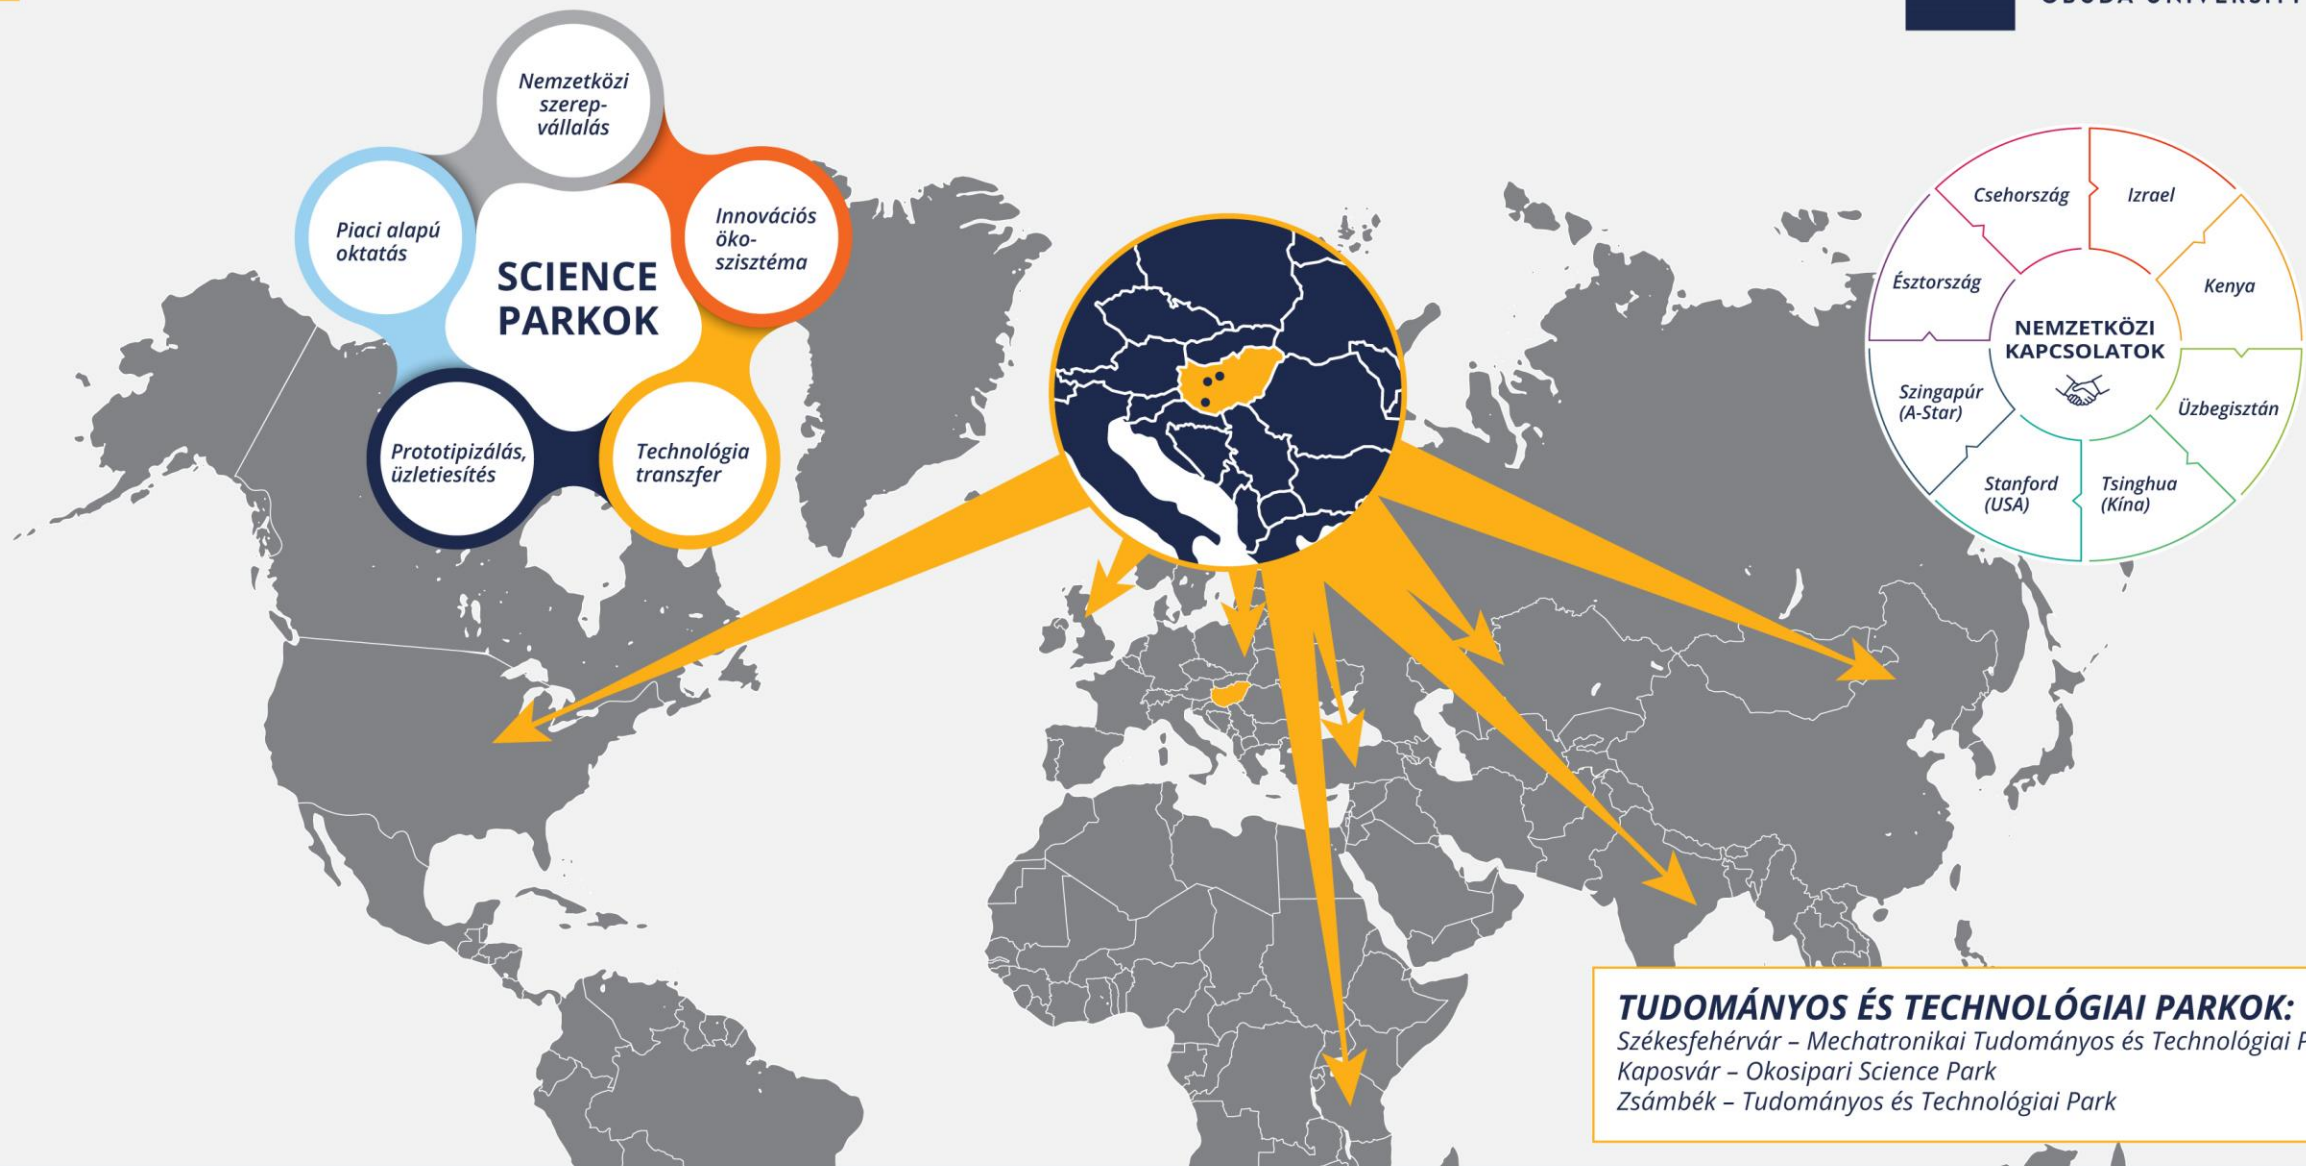 ÓBUDA UNIVERSITY
Nemzetközi
szerep-
vállalás
Piaci alapú
oktatás
Innovációs
öko-
szisztéma
SCIENCE
PARKOK
Prototipizálás,
üzletiesítés
Technológia
transzfer
Csehország
Izrael
Észtország
Kenya
NEMZETKÖZI
KAPCSOLATOK
Szingapúr
(A-Star)
Üzbegisztán
Stanford
(USA)
Tsinghua
(Kína)
TUDOMÁNYOS ÉS TECHNOLÓGIAI PARKOK:
Székesfehérvár – Mechatronikai Tudományos és Technológiai P
Kaposvár – Okosipari Science Park
Zsámbék – Tudományos és Technológiai Park